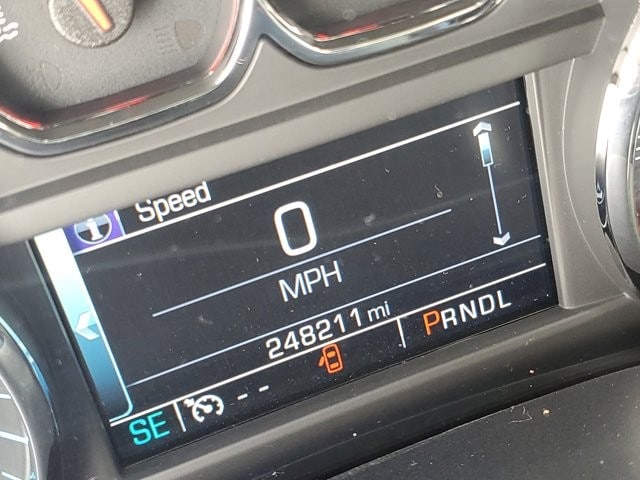 Speed
0
MPH
248211 mi
PRNDL
SE - -